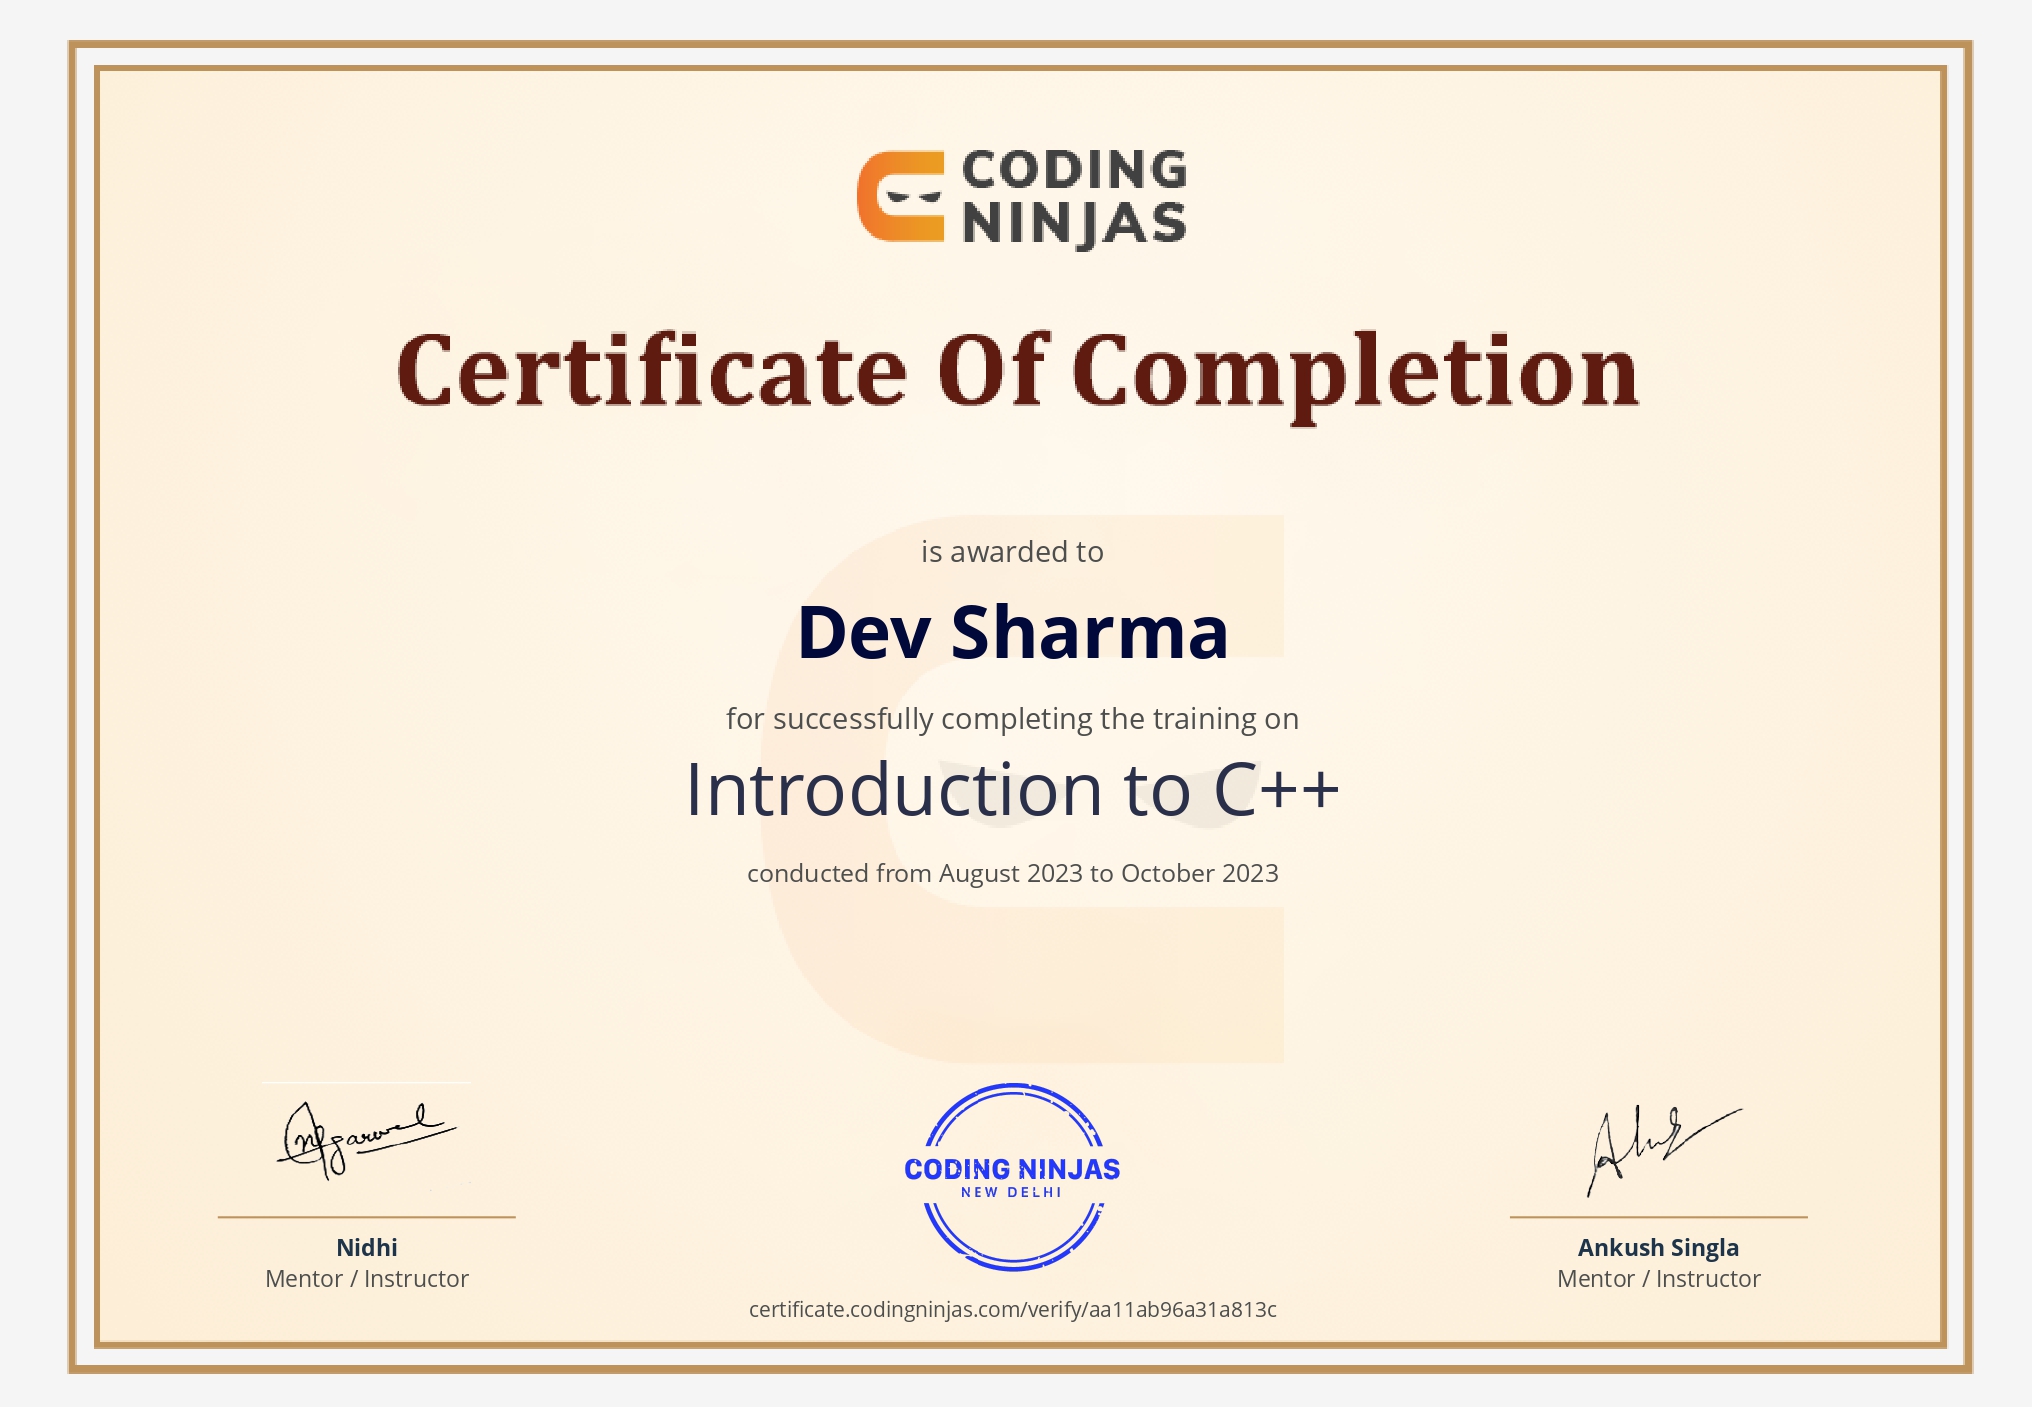 CODING
NINJAS
Certificate Of Completion
is awarded to
Dev Sharma
for successfully completing the training on
Introduction to C++
conducted from August 2023 to October 2023
CODING NINJAS
NEW DELHI
Nidhi
Mentor / Instructor
Ankush Singla
Mentor / Instructor
certificate.codingninjas.com/verify/aa11ab96a31a813c